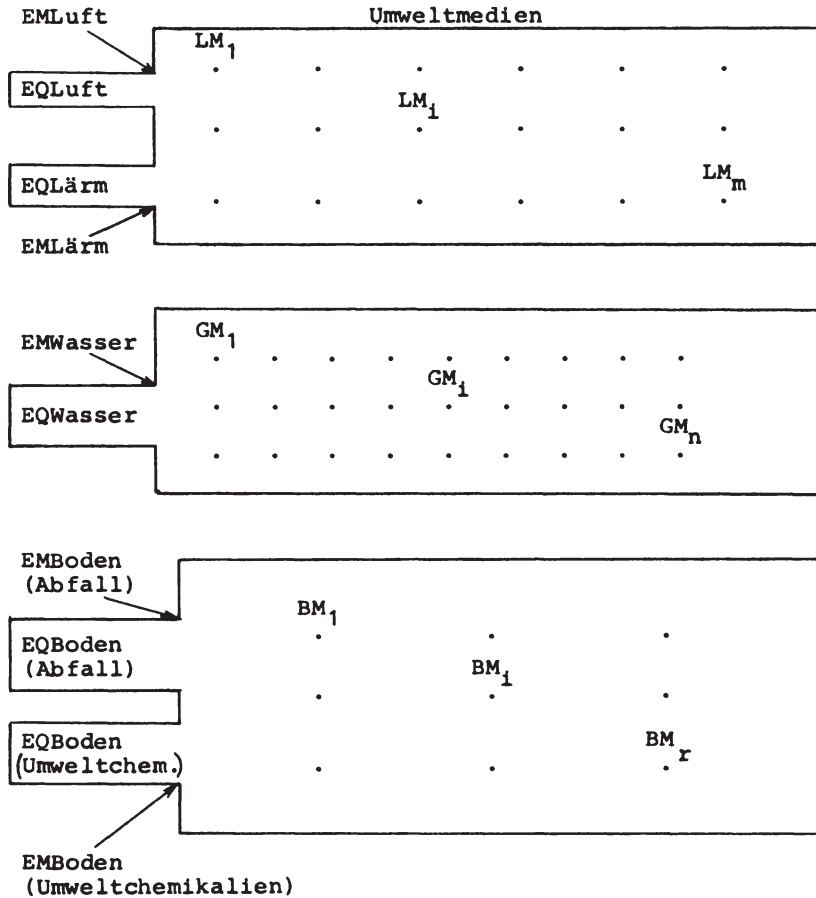 EMLuft
Umweltmedien
LM1
EQLuft
LMi
EQLärm
LMm
EMLärm
GM1
EMWasser
GMi
EQWasser
GMn
EMBoden
(Abfall)
BM1
EQBoden
(Abfall)
BMi
EQBoden
(Umweltchem.)
BMr
EMBoden
(Umweltchemikalien)